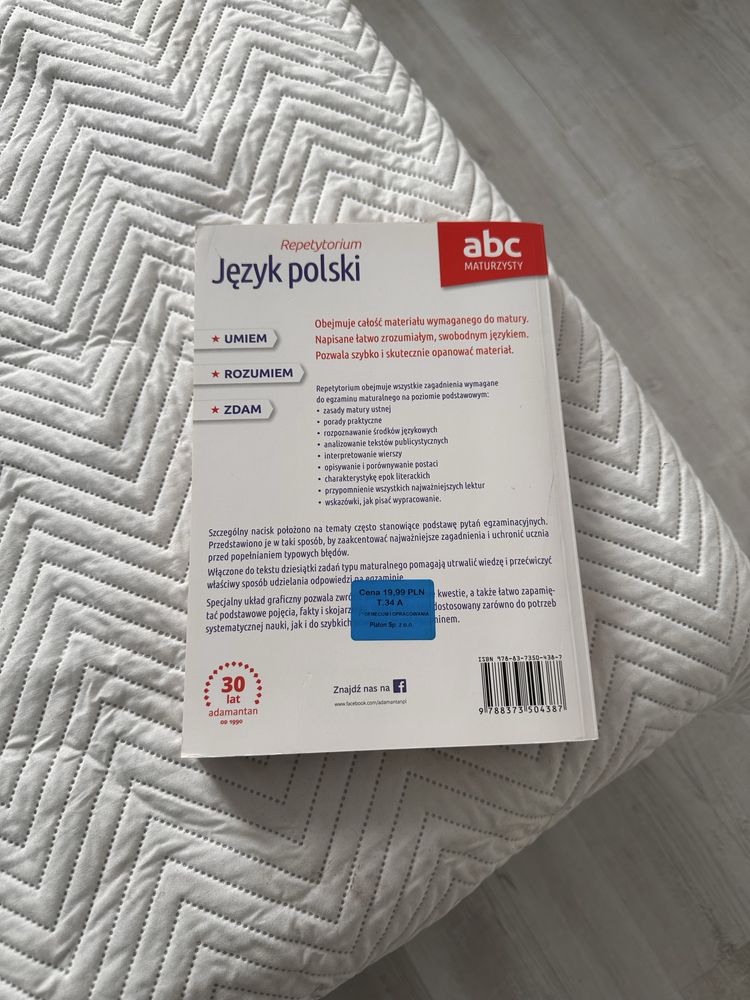 Repetytorium
Język polski
abc
MATURZYSTY
Obejmuje całość materiału wymaganego do matury.
Napisane łatwo zrozumiałym, swobodnym językiem.
Pozwala szybko i skutecznie opanować materiał.
★ UMIEM
★ ROZUMIEM
★ ZDAM
Repetytorium obejmuje wszystkie zagadnienia wymagane
do egzaminu maturalnego na poziomie podstawowym:
• zasady matury ustnej
• porady praktyczne
• rozpoznawanie środków językowych
• analizowanie tekstów publicystycznych
• interpretowanie wierszy
• opisywanie i porównywanie postaci
• charakterystykę epok literackich
• przypomnienie wszystkich najważniejszych lektur
• wskazówki, jak pisać wypracowanie.
Szczególny nacisk położono na tematy często stanowiące podstawę pytań egzaminacyjnych.
Przedstawiono je w taki sposób, by zaakcentować najważniejsze zagadnienia i uchronić ucznia
przed popełnianiem typowych błędów.
Włączone do tekstu dziesiątki zadań typu maturalnego pomagają utrwalić wiedzę i przećwiczyć
właściwy sposób udzielania odpowiedzi na egzaminie.
Specjalny układ graficzny pozwala kwestie, a także łatwo zapamię-
tać podstawowe pojęcia, fakty i dostosowany zarówno do potrzeb
systematycznej nauki, jak i do szybkich
Cena 19,99 PLN
T.34 A
I OPRACOWANIA
Platon Sp. z o.o.
30
lat
adamantan
OD 1990
Znajdź nas na f
www.facebook.com/adamantanpl
ISBN 978-83-7350-438-7
9 788373 504387